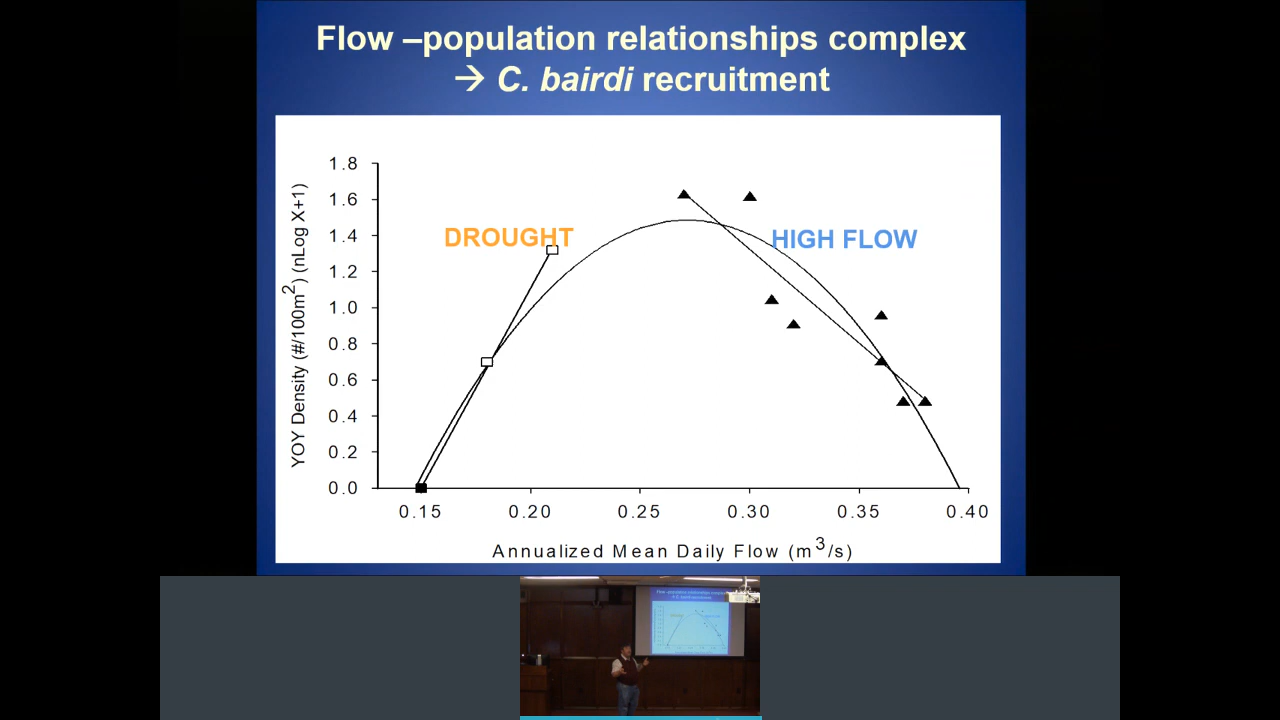 Flow –population relationships complex
→ C. bairdi recruitment
1.8
1.6
1.4
1.2
1.0
0.8
0.6
0.4
0.2
0.0
YOY Density (#/100m²) (nLog X+1)
DROUGHT
HIGH FLOW
0.15 0.20 0.25 0.30 0.35 0.40
Annualized Mean Daily Flow (m³/s)